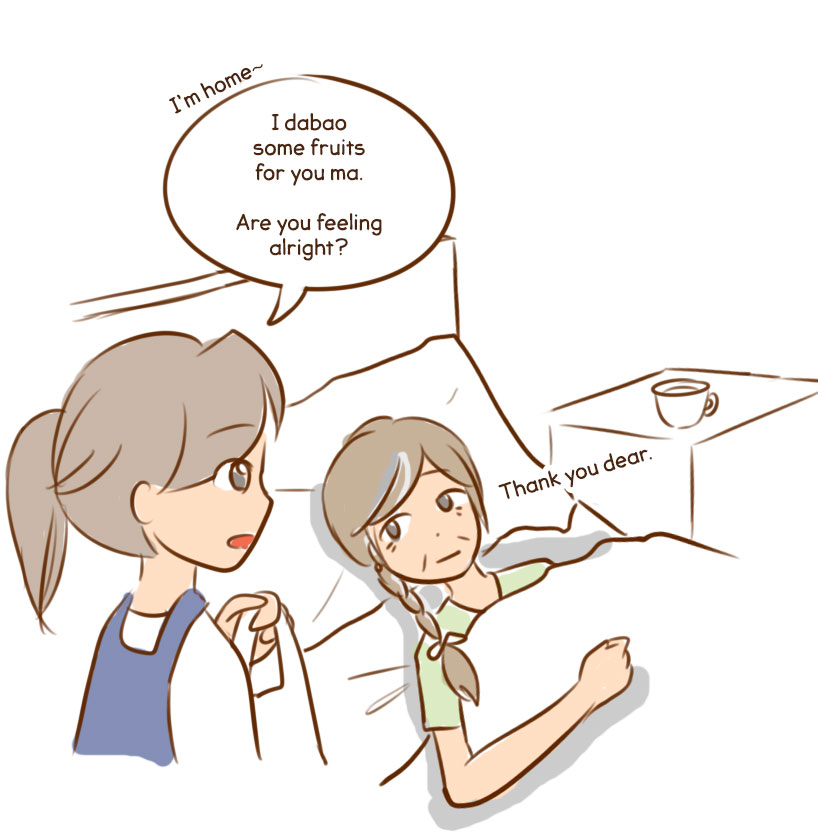 I'm home~
I dabao
some fruits
for you ma.
Are you feeling
alright?
Thank you dear.